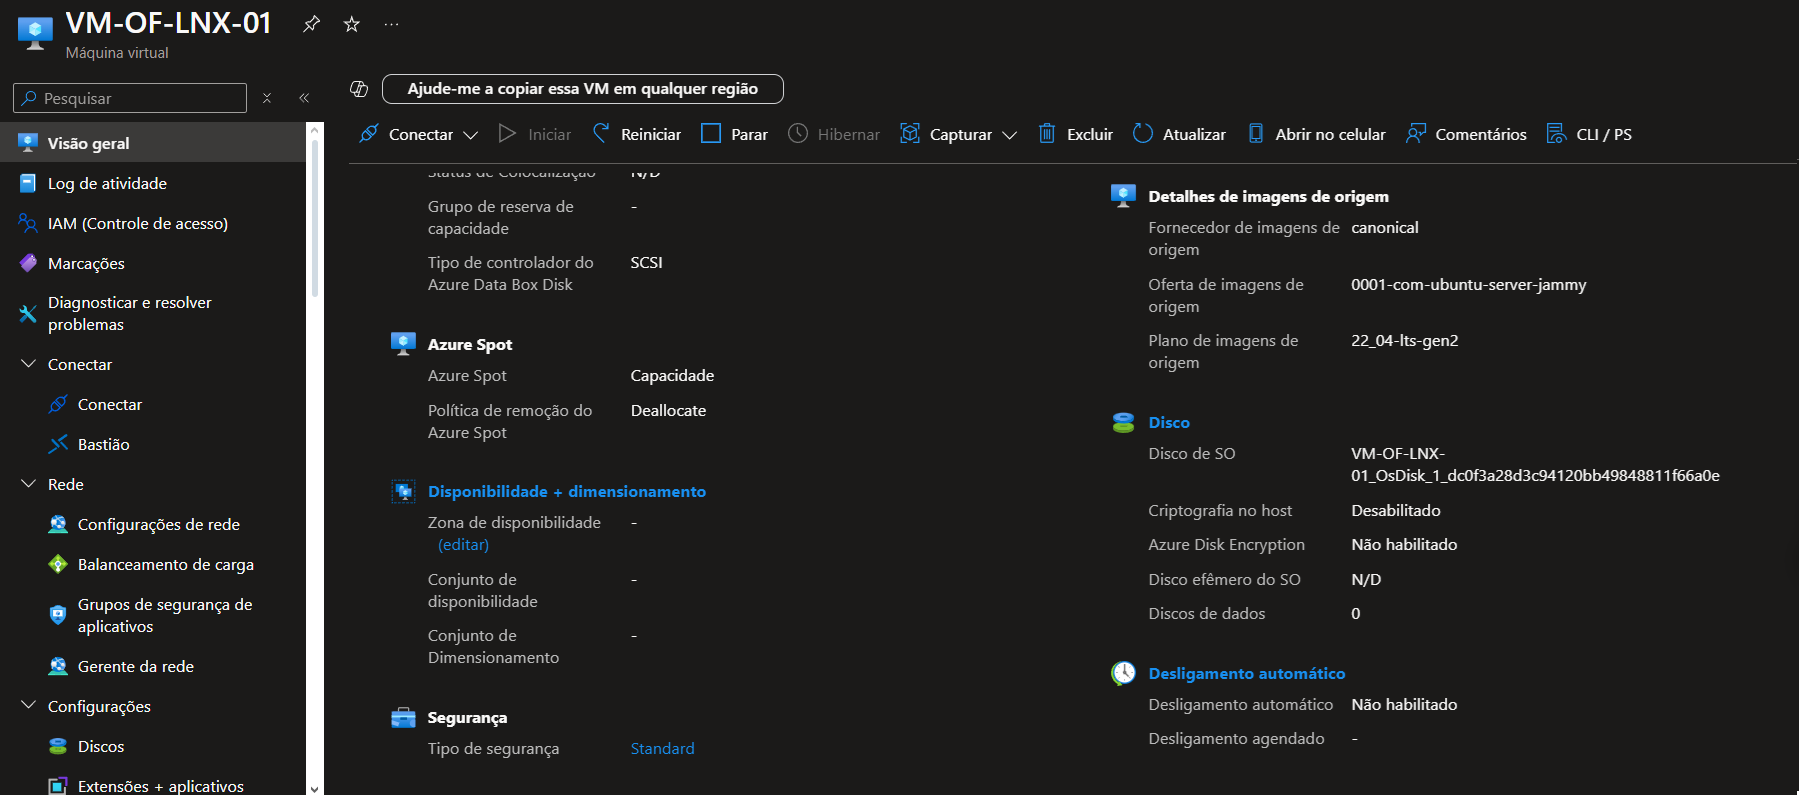 VM-OF-LNX-01
Máquina virtual
Pesquisar
Ajude-me a copiar essa VM em qualquer região
Conectar
Iniciar
Reiniciar
Parar
Hibernar
Capturar
Excluir
Atualizar
Abrir no celular
Comentários
CLI / PS
Visão geral
Log de atividade
IAM (Controle de acesso)
Marcações
Diagnosticar e resolver
problemas
Conectar
Conectar
Bastião
Rede
Configurações de rede
Balanceamento de carga
Grupos de segurança de
aplicativos
Gerente da rede
Configurações
Discos
Extensões + aplicativos
Status de Colocalização
N/D
Grupo de reserva de
capacidade
-
Tipo de controlador do
Azure Data Box Disk
SCSI
Azure Spot
Azure Spot
Capacidade
Política de remoção do
Azure Spot
Deallocate
Disponibilidade + dimensionamento
Zona de disponibilidade
(editar)
-
Conjunto de
disponibilidade
-
Conjunto de
Dimensionamento
-
Segurança
Tipo de segurança
Standard
Detalhes de imagens de origem
Fornecedor de imagens de
origem
canonical
Oferta de imagens de
origem
0001-com-ubuntu-server-jammy
Plano de imagens de
origem
22_04-lts-gen2
Disco
Disco de SO
VM-OF-LNX-
01_OsDisk_1_dc0f3a28d3c94120bb49848811f66a0e
Criptografia no host
Desabilitado
Azure Disk Encryption
Não habilitado
Disco efêmero do SO
N/D
Discos de dados
0
Desligamento automático
Desligamento automático
Não habilitado
Desligamento agendado
-